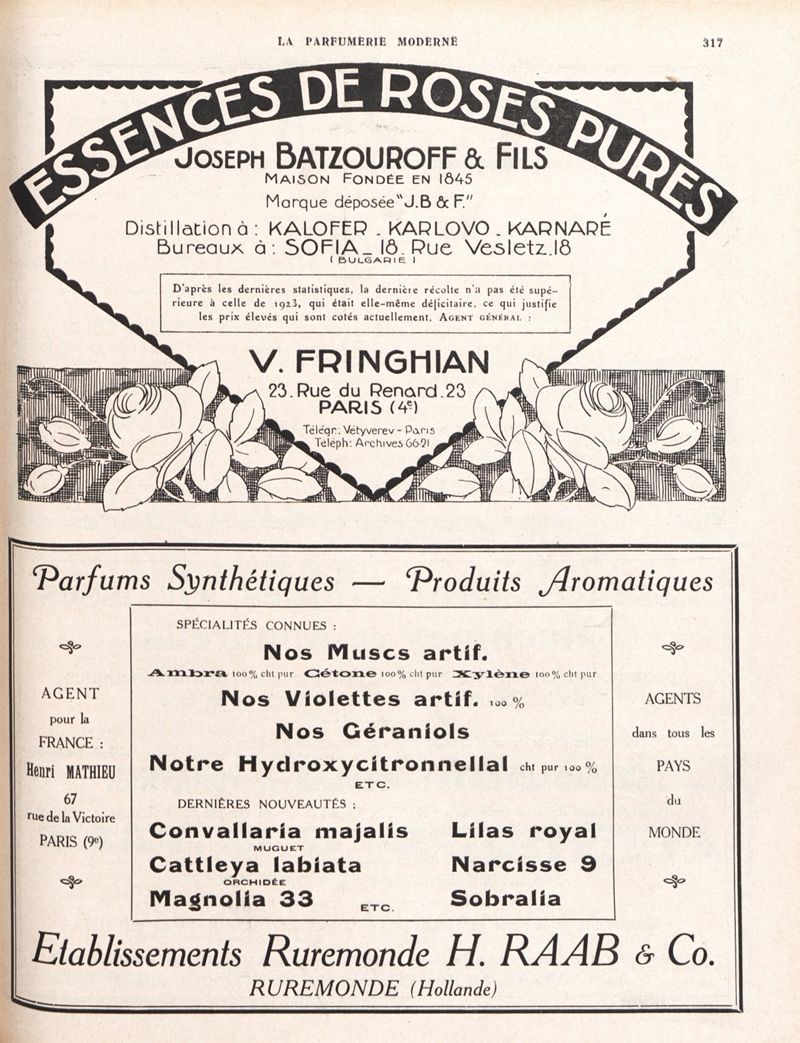 LA PARFUMERIE MODERNE
317
ESSENCES DE ROSES PURES
JOSEPH BATZOUROFF & FILS
MAISON FONDÉE EN 1845
Marque déposée "J.B & F."
Distillation à : KALOFER _ KARLOVO _ KARNARÉ
Bureaux à : SOFIA _ 18, Rue Vesletz.18
( BULGARIE )
D'après les dernières statistiques, la dernière récolte n'a pas été supé-
rieure à celle de 1923, qui était elle-même déficitaire, ce qui justifie
les prix élevés qui sont cotés actuellement. AGENT GÉNÉRAL :
V. FRINGHIAN
23. Rue du Renard.23
PARIS (4e)
Télégr.: Vetyverev - Paris
Téléph: Archives 66-21
Parfums Synthétiques — Produits Aromatiques
AGENT
pour la
FRANCE :
Henri MATHIEU
67
rue de la Victoire
PARIS (9e)
SPÉCIALITÉS CONNUES :
Nos Muscs artif.
Ambra 100% cht pur Cétone 100% cht pur Xylène 100% cht pur
Nos Violettes artif. 100 %
Nos Géraniols
Notre Hydroxycitronnellal cht pur 100 %
ETC.
DERNIÈRES NOUVEAUTÉS :
Convallaria majalis Lilas royal
MUGUET
Cattleya labiata Narcisse 9
ORCHIDÉE
Magnolia 33 ETC. Sobralia
AGENTS
dans tous les
PAYS
du
MONDE
Etablissements Ruremonde H. RAAB & Co.
RUREMONDE (Hollande)